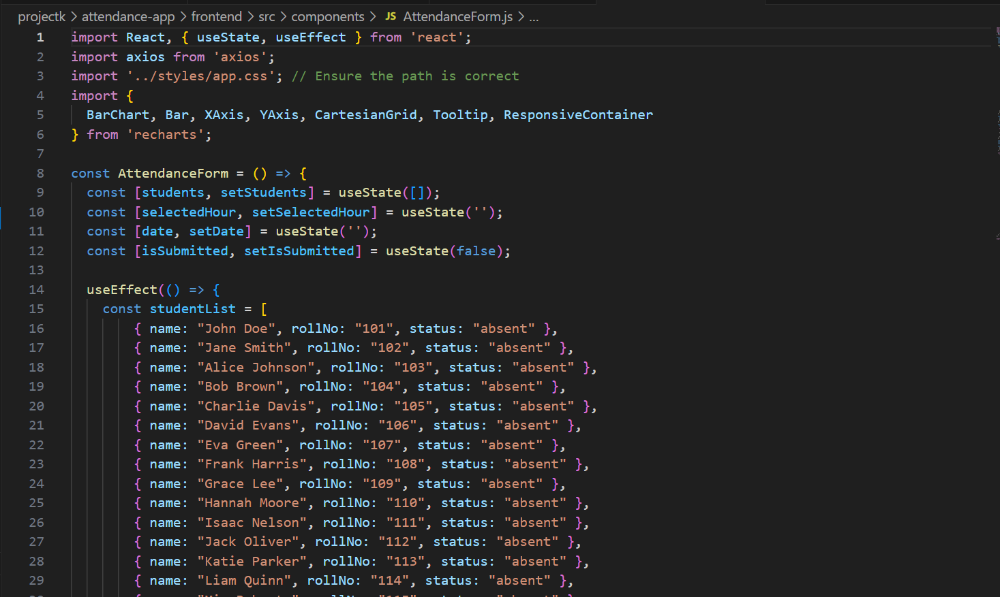 projectk > attendance-app > frontend > src > components > JS AttendanceForm.js > ...
1 import React, { useState, useEffect } from 'react';
2 import axios from 'axios';
3 import '../styles/app.css'; // Ensure the path is correct
4 import {
5 BarChart, Bar, XAxis, YAxis, CartesianGrid, Tooltip, ResponsiveContainer
6 } from 'recharts';
7
8 const AttendanceForm = () => {
9 const [students, setStudents] = useState([]);
10 const [selectedHour, setSelectedHour] = useState('');
11 const [date, setDate] = useState('');
12 const [isSubmitted, setIsSubmitted] = useState(false);
13
14 useEffect(() => {
15 const studentList = [
16 { name: "John Doe", rollNo: "101", status: "absent" },
17 { name: "Jane Smith", rollNo: "102", status: "absent" },
18 { name: "Alice Johnson", rollNo: "103", status: "absent" },
19 { name: "Bob Brown", rollNo: "104", status: "absent" },
20 { name: "Charlie Davis", rollNo: "105", status: "absent" },
21 { name: "David Evans", rollNo: "106", status: "absent" },
22 { name: "Eva Green", rollNo: "107", status: "absent" },
23 { name: "Frank Harris", rollNo: "108", status: "absent" },
24 { name: "Grace Lee", rollNo: "109", status: "absent" },
25 { name: "Hannah Moore", rollNo: "110", status: "absent" },
26 { name: "Isaac Nelson", rollNo: "111", status: "absent" },
27 { name: "Jack Oliver", rollNo: "112", status: "absent" },
28 { name: "Katie Parker", rollNo: "113", status: "absent" },
29 { name: "Liam Quinn", rollNo: "114", status: "absent" },